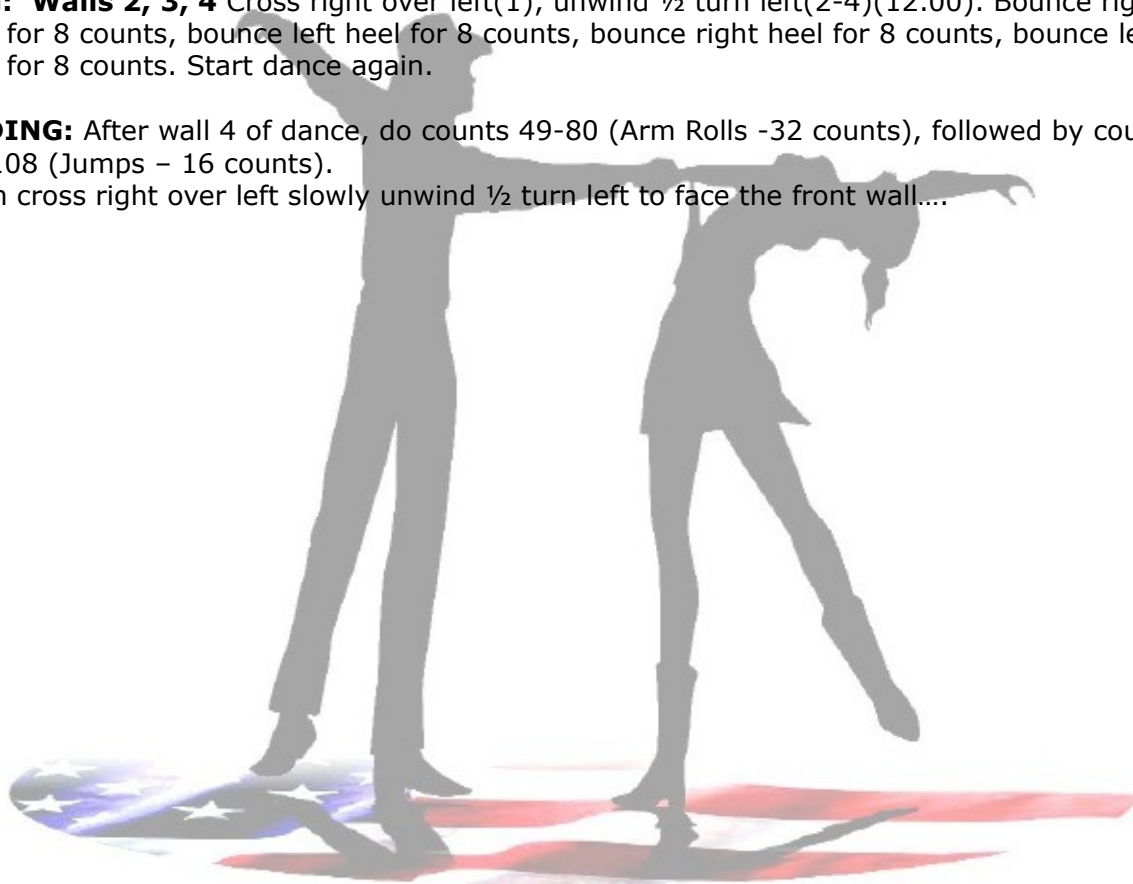 : Walls 2, 3, 4 Cross right over left(1), unwind ½ turn left(2-4)(12.00). Bounce rig
for 8 counts, bounce left heel for 8 counts, bounce right heel for 8 counts, bounce le
for 8 counts. Start dance again.
DING: After wall 4 of dance, do counts 49-80 (Arm Rolls -32 counts), followed by cou
108 (Jumps – 16 counts).
n cross right over left slowly unwind ½ turn left to face the front wall….